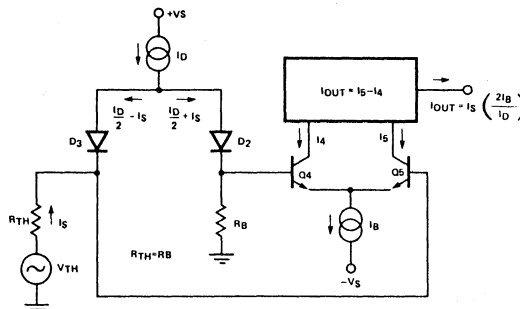 +VS
ID
ID/2 - IS
ID/2 + IS
D3
D2
IOUT = I5 - I4
IOUT = IS (2IB/ID)
I4
I5
Q4
Q5
RTH
IS
VTH
RTH = RB
RB
IB
-VS